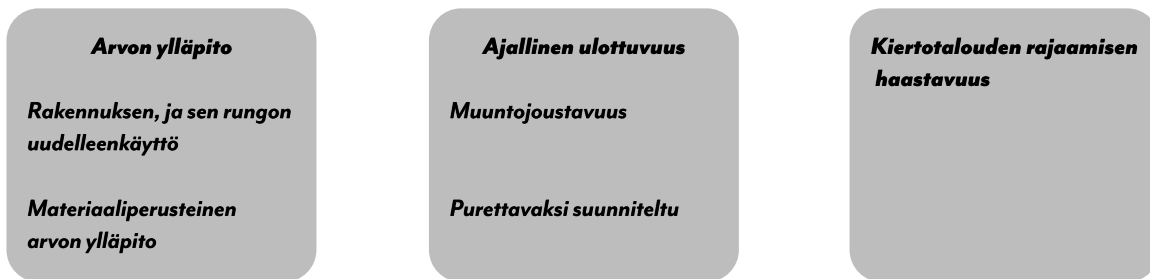 Arvon ylläpito
Rakennuksen, ja sen rungon
uudelleenkäyttö
Materiaaliperusteinen
arvon ylläpito
Ajallinen ulottuvuus
Muuntojoustavuus
Purettavaksi suunniteltu
Kiertotalouden rajaamisen
haastavuus